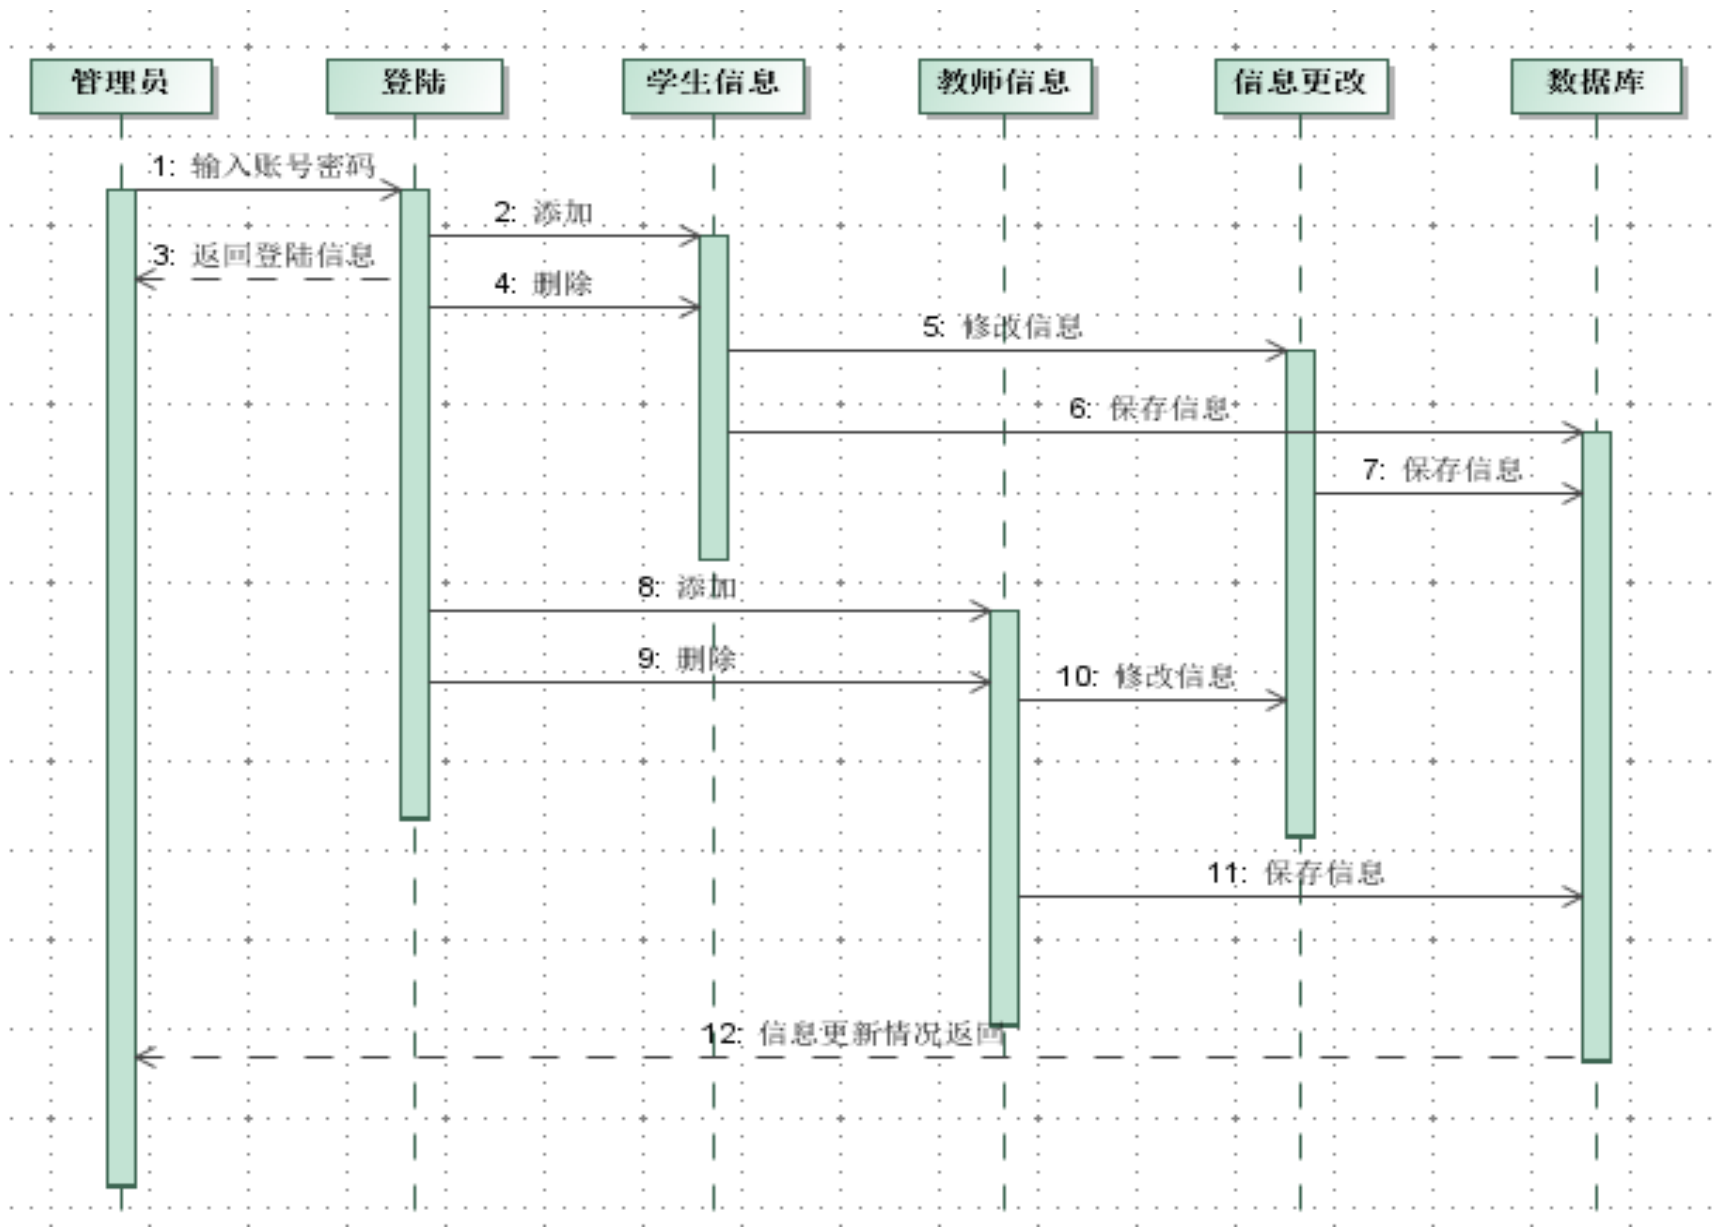 管理员
登陆
学生信息
教师信息
信息更改
数据库
1: 输入账号密码
2: 添加
3: 返回登陆信息
4: 删除
5: 修改信息
6: 保存信息
7: 保存信息
8: 添加
9: 删除
10: 修改信息
11: 保存信息
12: 信息更新情况返回